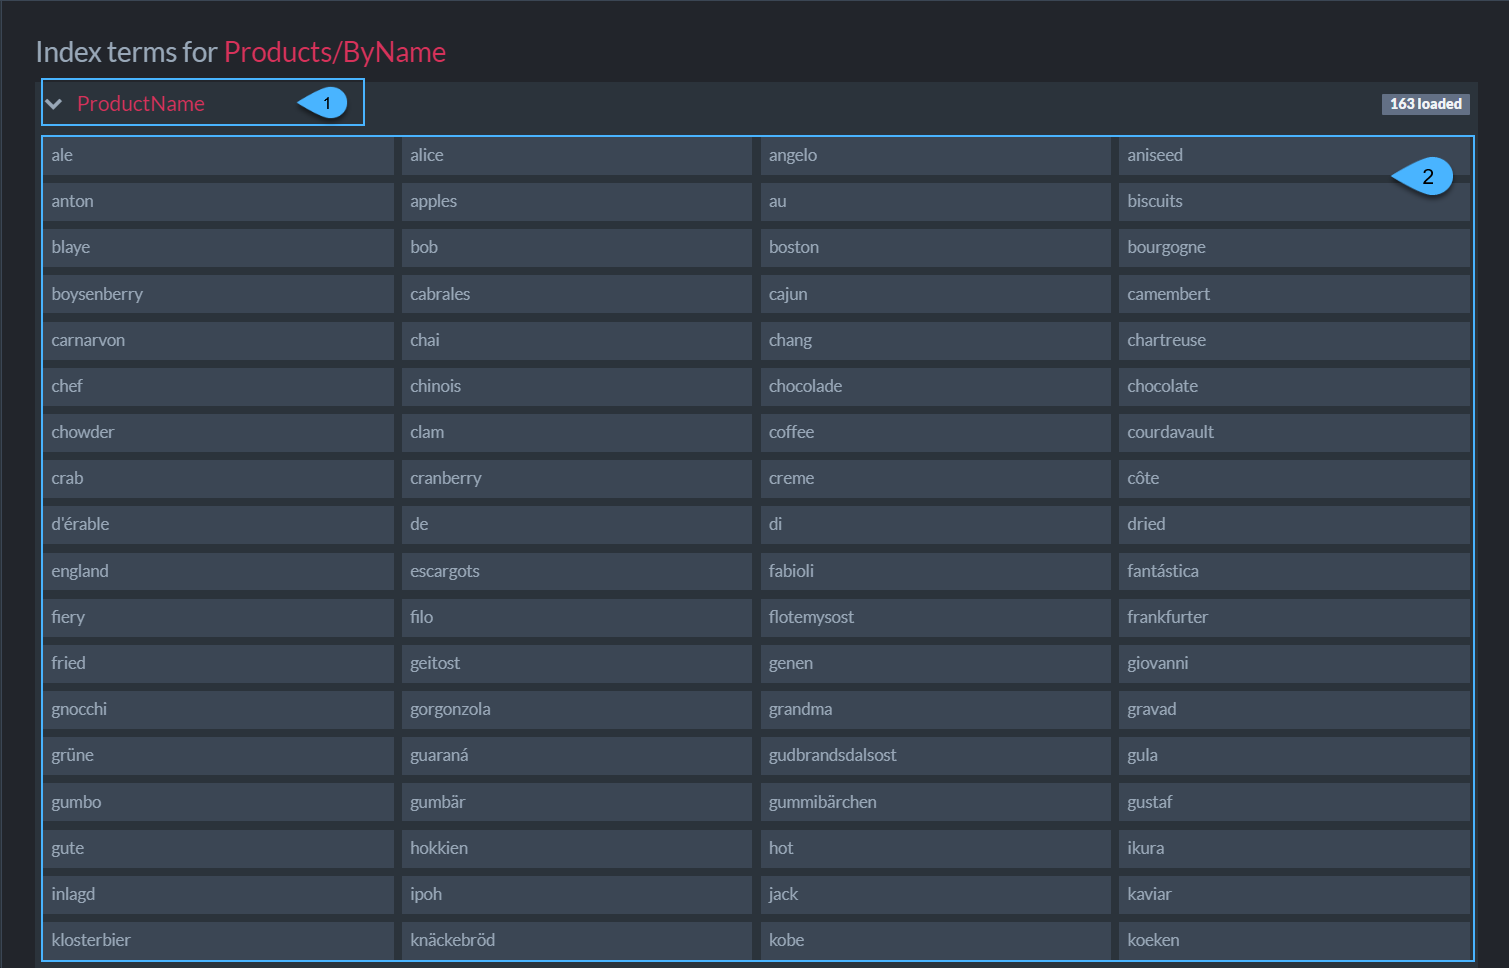 Index terms for Products/ByName
ProductName 1 163 loaded
ale alice angelo aniseed
2
anton apples au biscuits
blaye bob boston bourgogne
boysenberry cabrales cajun camembert
carnarvon chai chang chartreuse
chef chinois chocolade chocolate
chowder clam coffee courdavault
crab cranberry creme côte
d'érable de di dried
england escargots fabioli fantástica
fiery filo flotemysost frankfurter
fried geitost genen giovanni
gnocchi gorgonzola grandma gravad
grüne guaraná gudbrandsdalsost gula
gumbo gumbär gummibärchen gustaf
gute hokkien hot ikura
inlagd ipoh jack kaviar
klosterbier knäckebröd kobe koeken